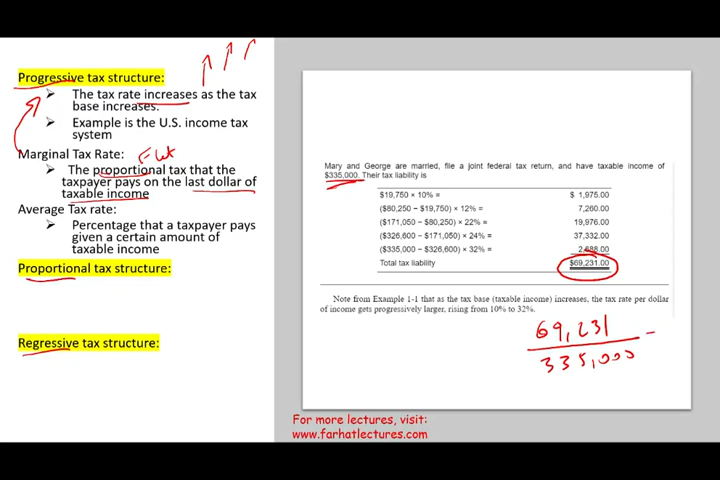 Progressive tax structure:
The tax rate increases as the tax
base increases.
Example is the U.S. income tax
system
Marginal Tax Rate:
Flat
The proportional tax that the
taxpayer pays on the last dollar of
taxable income
Average Tax rate:
Percentage that a taxpayer pays
given a certain amount of
taxable income
Proportional tax structure:
Regressive tax structure:
Mary and George are married, file a joint federal tax return, and have taxable income of
$335,000. Their tax liability is
$19,750 × 10% = $ 1,975.00
($80,250 − $19,750) × 12% = 7,260.00
($171,050 − $80,250) × 22% = 19,976.00
($326,600 − $171,050) × 24% = 37,332.00
($335,000 − $326,600) × 32% = 2,688.00
Total tax liability $69,231.00
Note from Example 1-1 that as the tax base (taxable income) increases, the tax rate per dollar
of income gets progressively larger, rising from 10% to 32%.
69,231
335,000
For more lectures, visit:
www.farhatlectures.com